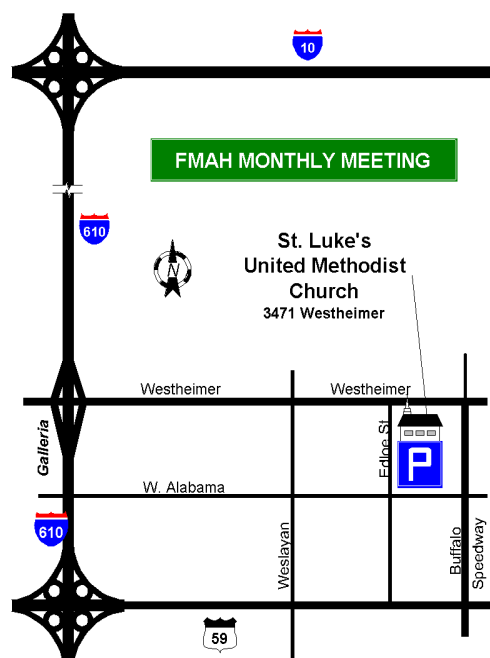 10
FMAH MONTHLY MEETING
610
N
St. Luke's
United Methodist
Church
3471 Westheimer
Westheimer
Westheimer
Galleria
Edloe St
P
W. Alabama
610
Weslayan
Buffalo
Speedway
59